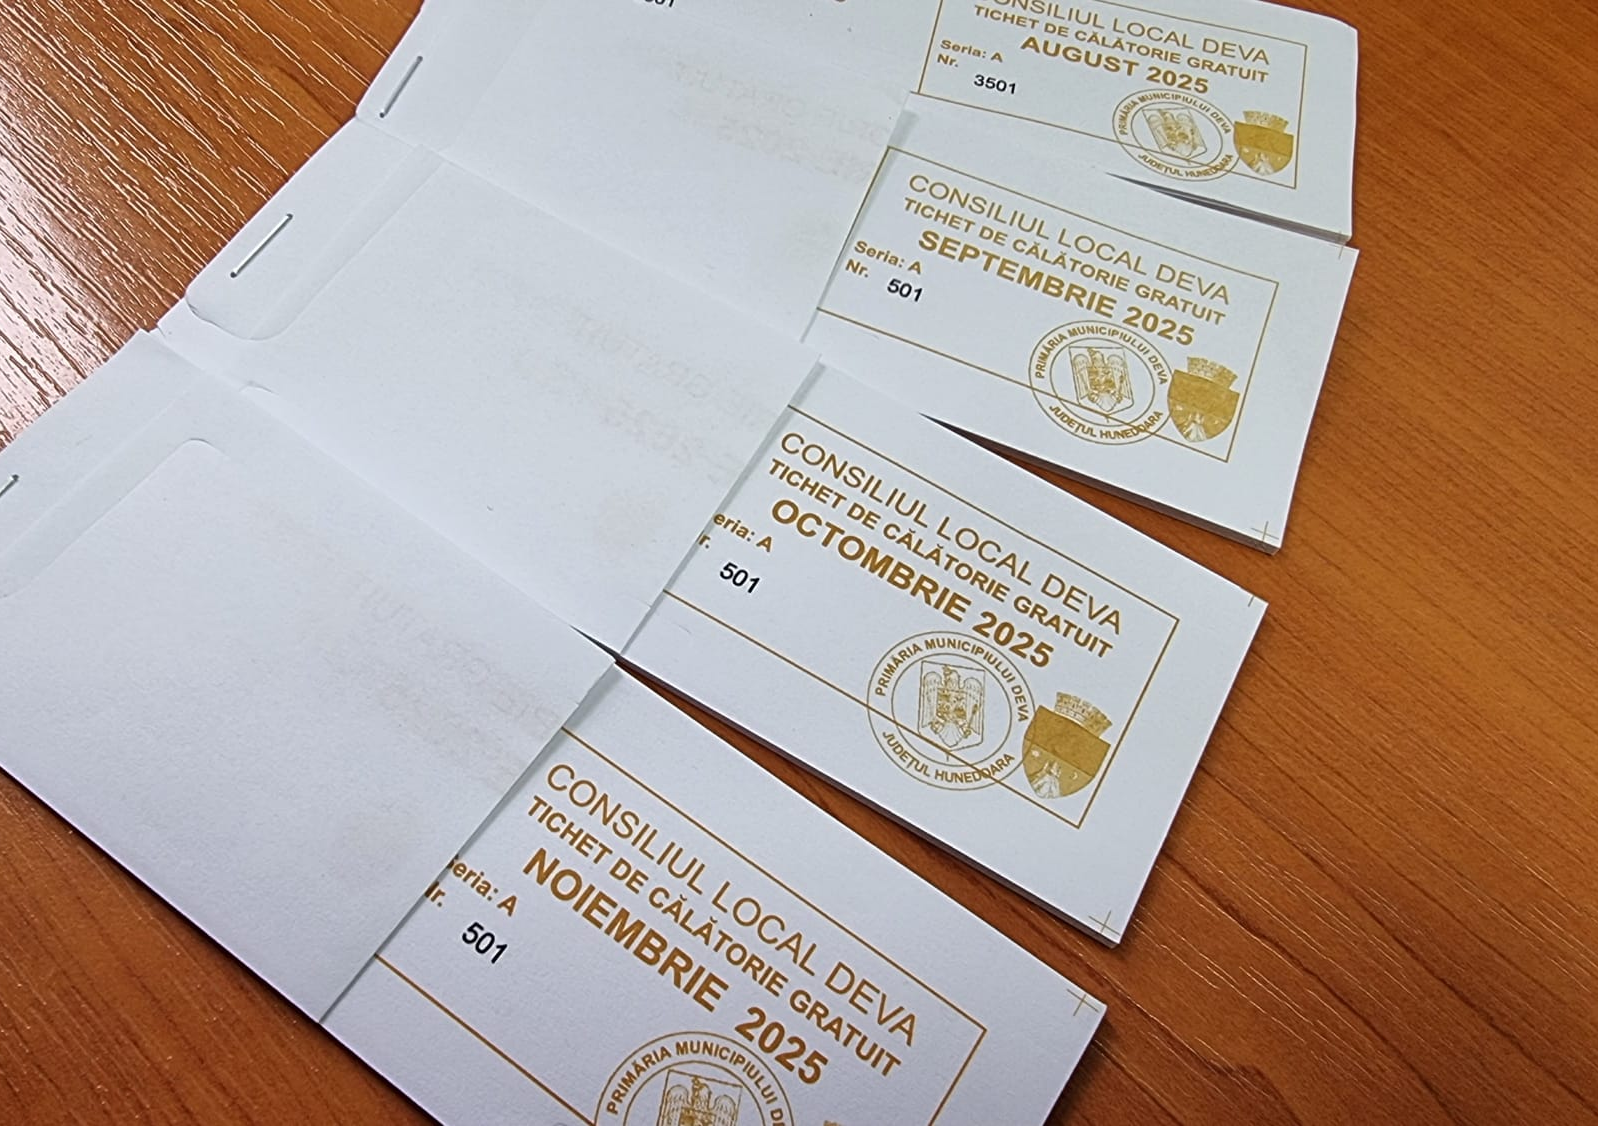 CONSILIUL LOCAL DEVA
TICHET DE CĂLĂTORIE GRATUIT
AUGUST 2025
Seria: A
Nr. 3501
PRIMĂRIA MUNICIPIULUI DEVA
JUDEȚUL HUNEDOARA
CONSILIUL LOCAL DEVA
TICHET DE CĂLĂTORIE GRATUIT
SEPTEMBRIE 2025
Seria: A
Nr. 501
PRIMĂRIA MUNICIPIULUI DEVA
JUDEȚUL HUNEDOARA
CONSILIUL LOCAL DEVA
TICHET DE CĂLĂTORIE GRATUIT
OCTOMBRIE 2025
eria: A
r. 501
PRIMĂRIA MUNICIPIULUI DEVA
JUDEȚUL HUNEDOARA
CONSILIUL LOCAL DEVA
TICHET DE CĂLĂTORIE GRATUIT
NOIEMBRIE 2025
eria: A
r. 501
PRIMĂRIA MUNICIPIULUI DE